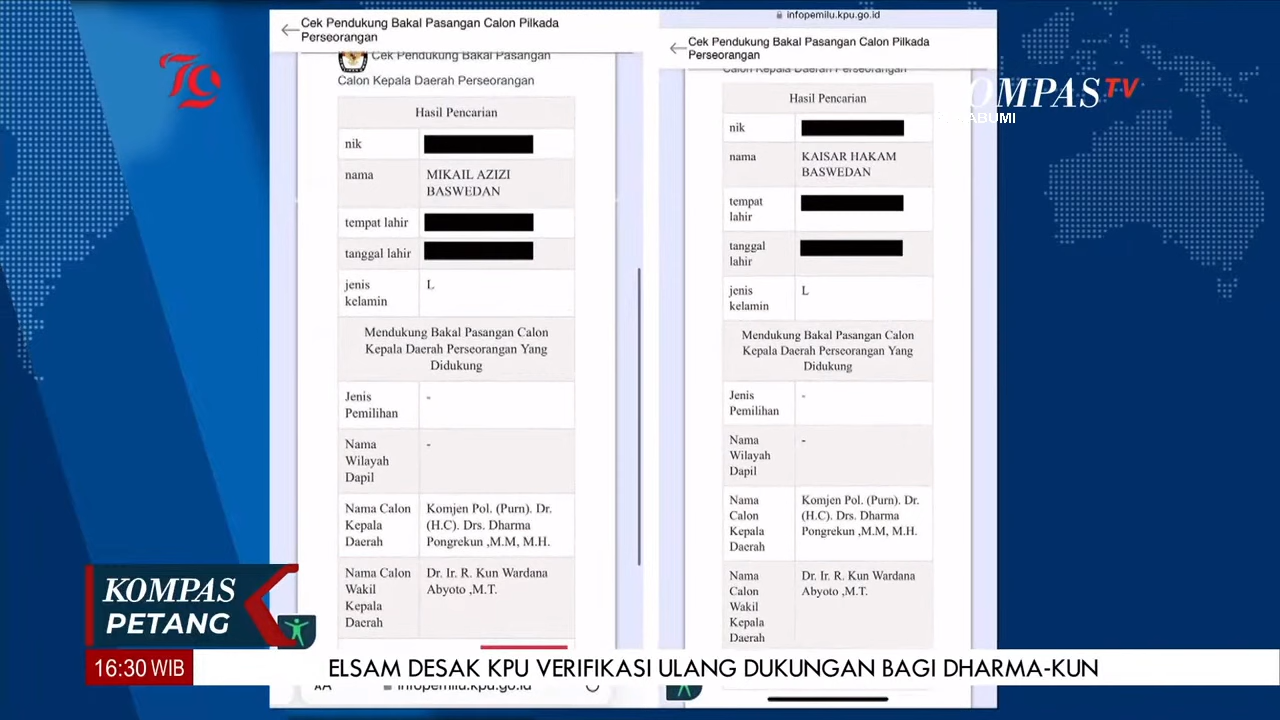 Cek Pendukung Bakal Pasangan Calon Pilkada
Perseorangan
Cek Pendukung Bakal Pasangan
Calon Kepala Daerah Perseorangan
Hasil Pencarian
nik
nama
MIKAIL AZIZI
BASWEDAN
tempat lahir
tanggal lahir
jenis
kelamin
L
Mendukung Bakal Pasangan Calon
Kepala Daerah Perseorangan Yang
Didukung
Jenis
Pemilihan
-
Nama
Wilayah
Dapil
-
Nama Calon
Kepala
Daerah
Komjen Pol. (Purn). Dr.
(H.C). Drs. Dharma
Pongrekun ,M.M, M.H.
Nama Calon
Wakil
Kepala
Daerah
Dr. Ir. R. Kun Wardana
Abyoto ,M.T.
AA
infopemilu.kpu.go.id
infopemilu.kpu.go.id
Cek Pendukung Bakal Pasangan Calon Pilkada
Perseorangan
Calon Kepala Daerah Perseorangan
Hasil Pencarian
nik
nama
KAISAR HAKAM
BASWEDAN
tempat
lahir
tanggal
lahir
jenis
kelamin
L
Mendukung Bakal Pasangan Calon
Kepala Daerah Perseorangan Yang
Didukung
Jenis
Pemilihan
-
Nama
Wilayah
Dapil
-
Nama
Calon
Kepala
Daerah
Komjen Pol. (Purn). Dr.
(H.C). Drs. Dharma
Pongrekun ,M.M, M.H.
Nama
Calon
Wakil
Kepala
Daerah
Dr. Ir. R. Kun Wardana
Abyoto ,M.T.
79
KOMPAS TV
ABUMI
KOMPAS
PETANG
16:30 WIB
ELSAM DESAK KPU VERIFIKASI ULANG DUKUNGAN BAGI DHARMA-KUN